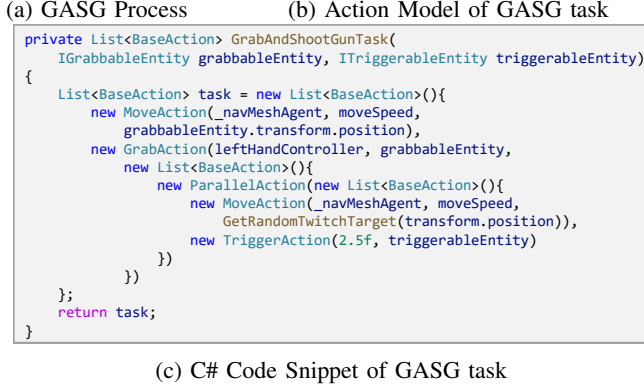 (a) GASG Process (b) Action Model of GASG task
private List<BaseAction> GrabAndShootGunTask(
IGrabbableEntity grabbableEntity, ITriggerableEntity triggerableEntity)
{
List<BaseAction> task = new List<BaseAction>(){
new MoveAction(_navMeshAgent, moveSpeed,
grabbableEntity.transform.position),
new GrabAction(leftHandController, grabbableEntity,
new List<BaseAction>(){
new ParallelAction(new List<BaseAction>(){
new MoveAction(_navMeshAgent, moveSpeed,
GetRandomTwitchTarget(transform.position)),
new TriggerAction(2.5f, triggerableEntity)
})
})
};
return task;
}
(c) C# Code Snippet of GASG task